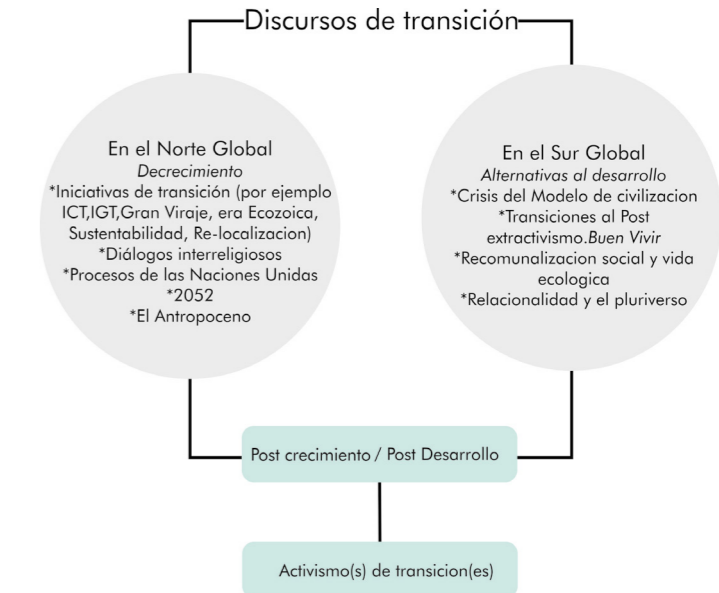 Discursos de transición
En el Norte Global
Decrecimiento
*Iniciativas de transición (por ejemplo
ICT,IGT,Gran Viraje, era Ecozoica,
Sustentabilidad, Re-localizacion)
*Diálogos interreligiosos
*Procesos de las Naciones Unidas
*2052
*El Antropoceno
En el Sur Global
Alternativas al desarrollo
*Crisis del Modelo de civilizacion
*Transiciones al Post
extractivismo.Buen Vivir
*Recomunalizacion social y vida
ecologica
*Relacionalidad y el pluriverso
Post crecimiento / Post Desarrollo
Activismo(s) de transicion(es)